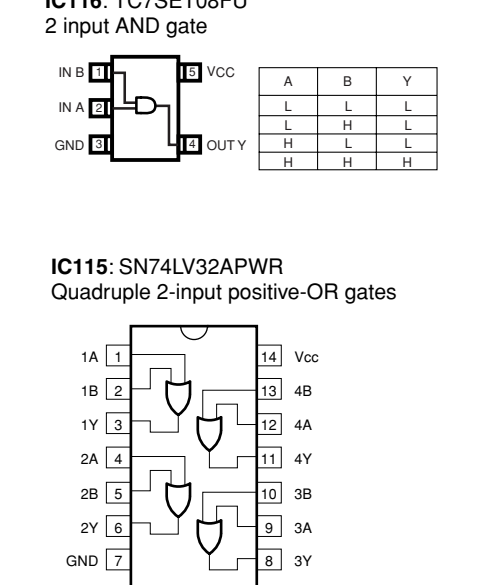 IC116: TC7SET08FU
2 input AND gate
IN B 1 5 VCC
IN A 2
GND 3 4 OUT Y
A B Y
L L L
L H L
H L L
H H H
IC115: SN74LV32APWR
Quadruple 2-input positive-OR gates
1A 1 14 Vcc
1B 2 13 4B
1Y 3 12 4A
2A 4 11 4Y
2B 5 10 3B
2Y 6 9 3A
GND 7 8 3Y